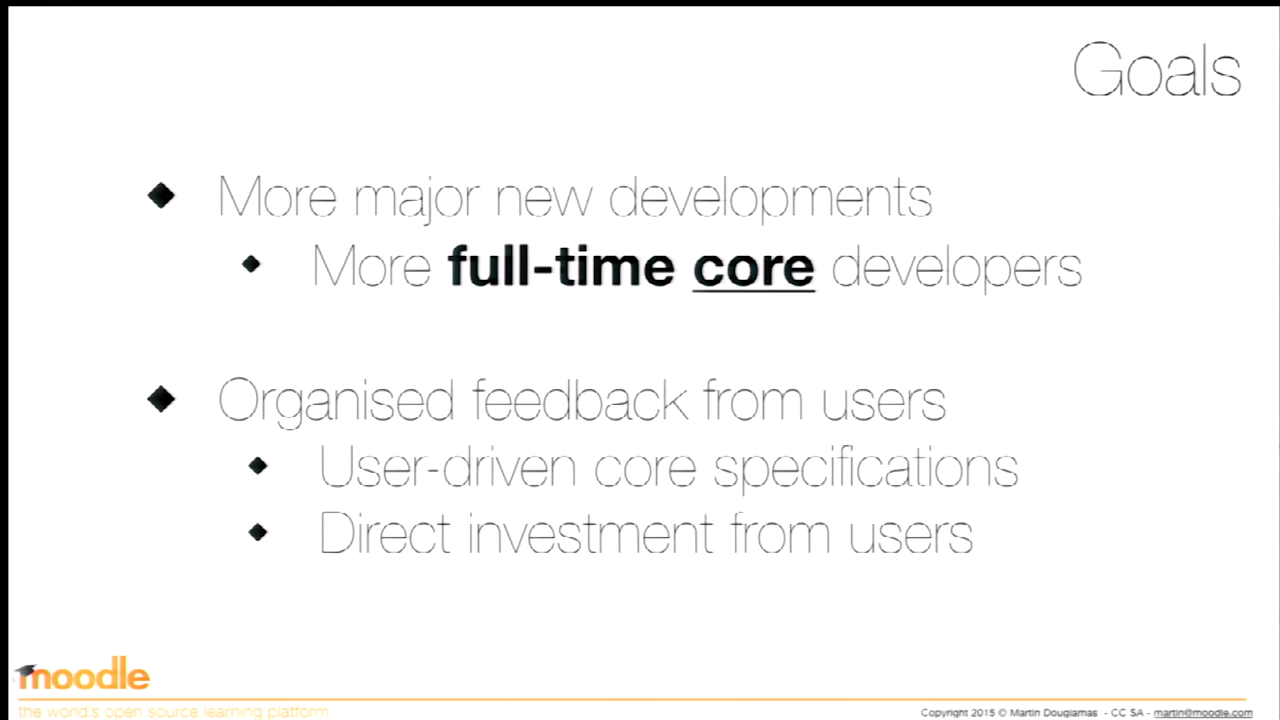 Goals
More major new developments
More full-time core developers
Organised feedback from users
User-driven core specifications
Direct investment from users
moodle
the world's open source learning platform
Copyright 2015 © Martin Dougiamas - CC SA - martin@moodle.com